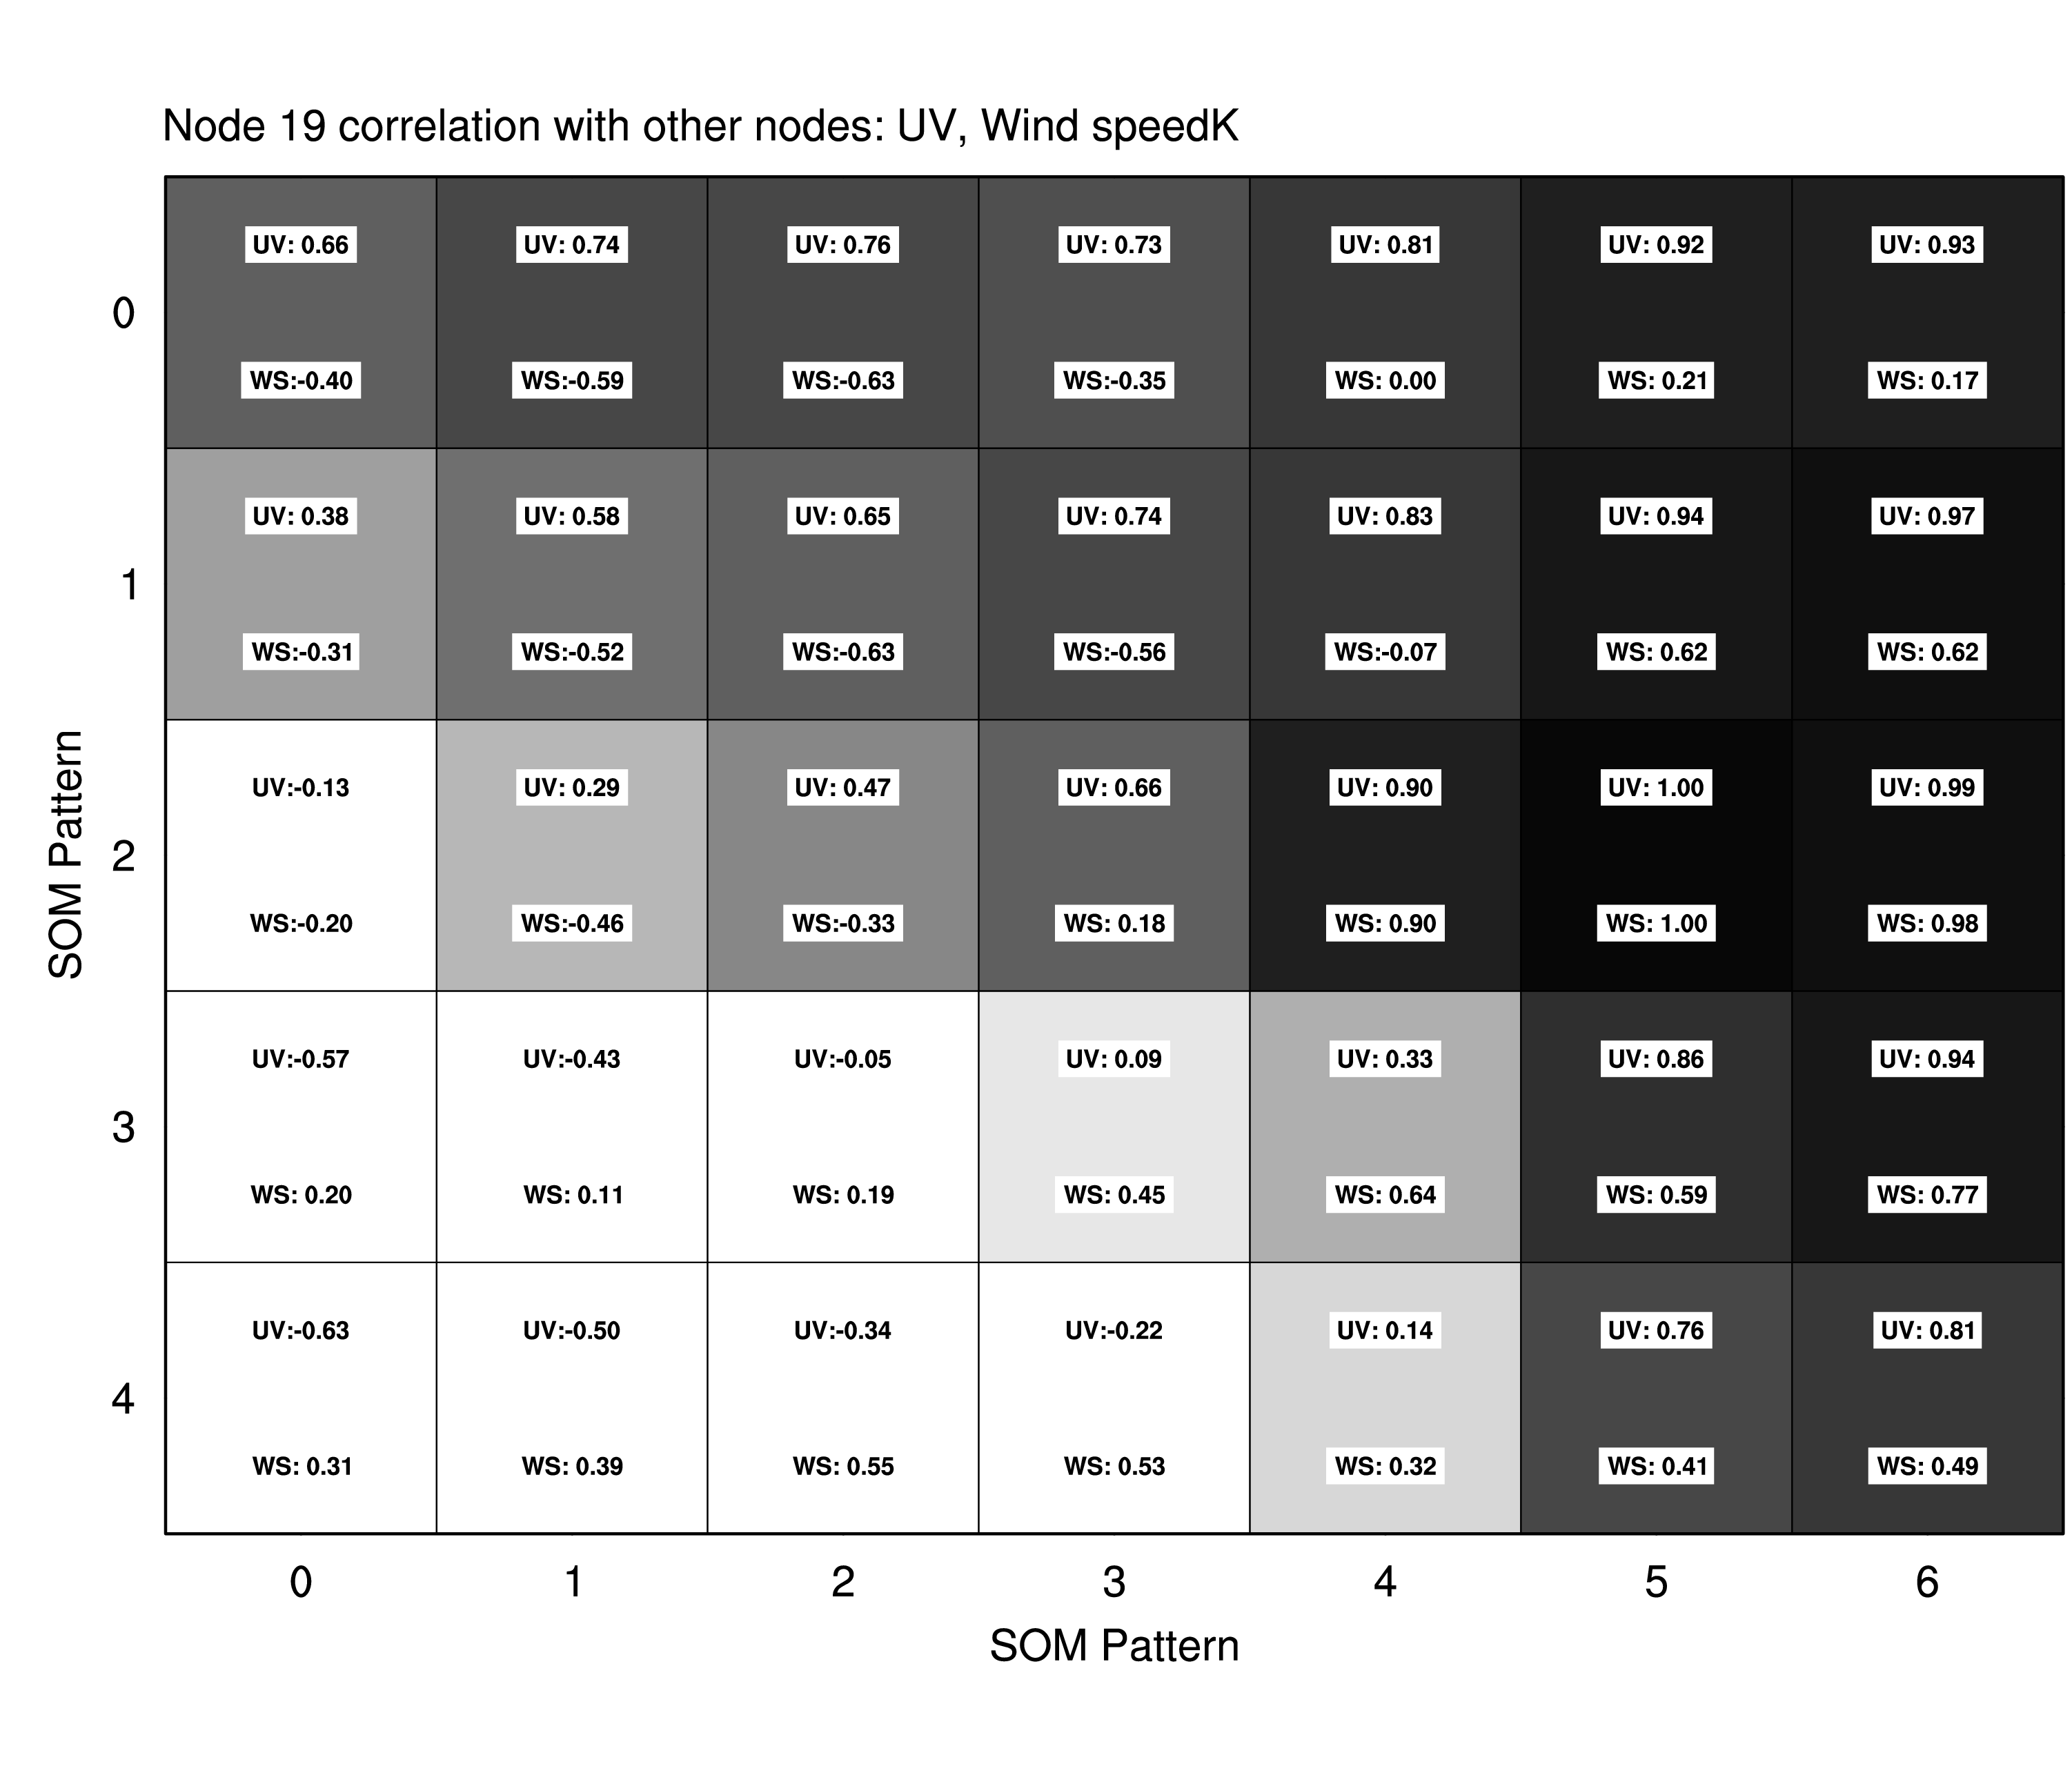 Node 19 correlation with other nodes: UV, Wind speedK
UV: 0.66 UV: 0.74 UV: 0.76 UV: 0.73 UV: 0.81 UV: 0.92 UV: 0.93
0
WS:-0.40 WS:-0.59 WS:-0.63 WS:-0.35 WS: 0.00 WS: 0.21 WS: 0.17
UV: 0.38 UV: 0.58 UV: 0.65 UV: 0.74 UV: 0.83 UV: 0.94 UV: 0.97
1
WS:-0.31 WS:-0.52 WS:-0.63 WS:-0.56 WS:-0.07 WS: 0.62 WS: 0.62
UV:-0.13 UV: 0.29 UV: 0.47 UV: 0.66 UV: 0.90 UV: 1.00 UV: 0.99
SOM Pattern
2
WS:-0.20 WS:-0.46 WS:-0.33 WS: 0.18 WS: 0.90 WS: 1.00 WS: 0.98
UV:-0.57 UV:-0.43 UV:-0.05 UV: 0.09 UV: 0.33 UV: 0.86 UV: 0.94
3
WS: 0.20 WS: 0.11 WS: 0.19 WS: 0.45 WS: 0.64 WS: 0.59 WS: 0.77
UV:-0.63 UV:-0.50 UV:-0.34 UV:-0.22 UV: 0.14 UV: 0.76 UV: 0.81
4
WS: 0.31 WS: 0.39 WS: 0.55 WS: 0.53 WS: 0.32 WS: 0.41 WS: 0.49
0 1 2 3 4 5 6
SOM Pattern